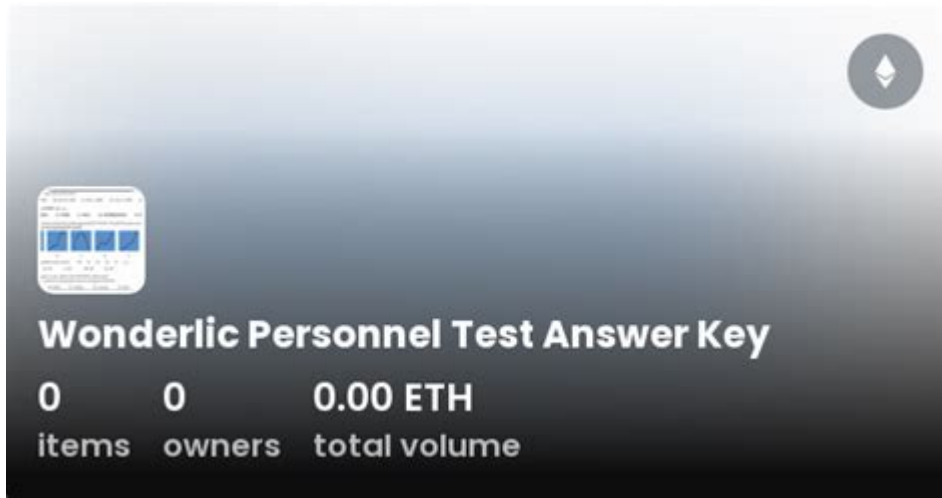 Wonderlic Personnel Test Answer Key
0 0 0.00 ETH
items owners total volume